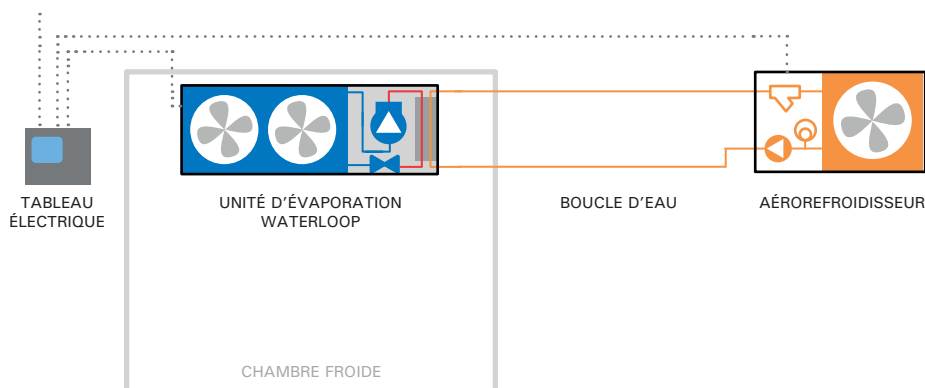 TABLEAU
ÉLECTRIQUE
UNITÉ D'ÉVAPORATION
WATERLOOP
BOUCLE D'EAU
AÉROREFROIDISSEUR
CHAMBRE FROIDE